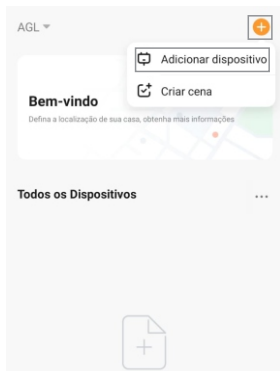 AGL
Adicionar dispositivo
Criar cena
Bem-vindo
Defina a localização de sua casa, obtenha mais informações
Todos os Dispositivos
...